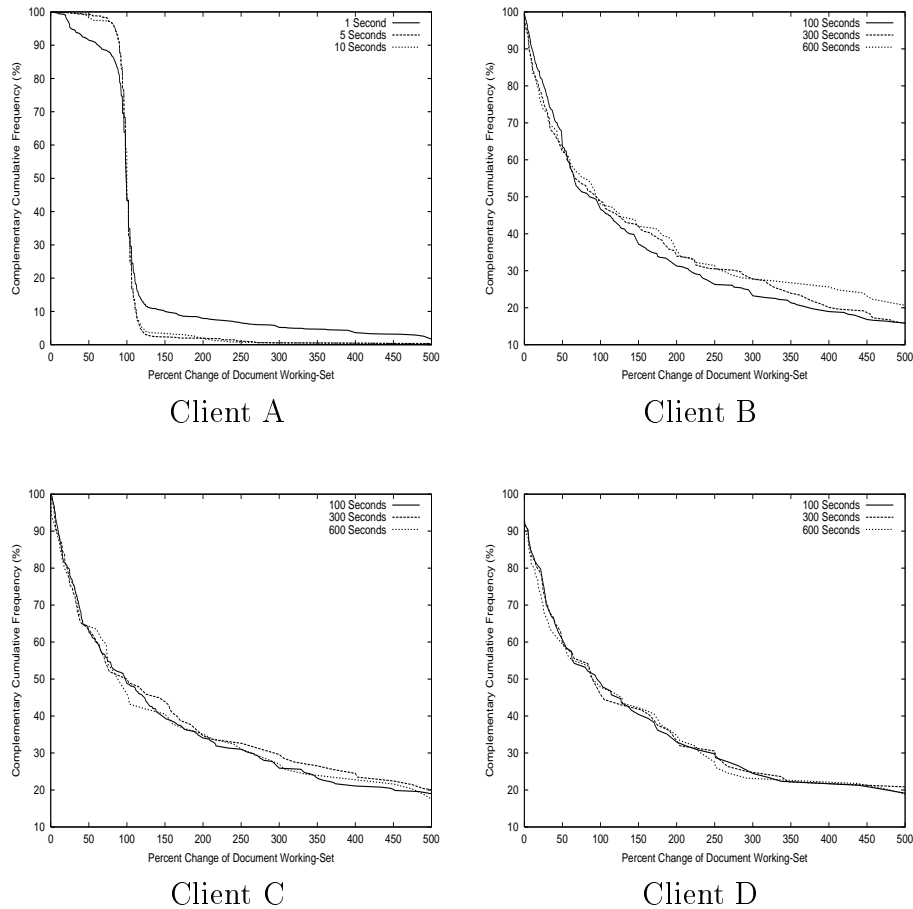 100
90
80
70
60
50
40
30
20
10
0
Complementary Cumulative Frequency (%)
1 Second
5 Seconds
10 Seconds
0 50 100 150 200 250 300 350 400 450 500
Percent Change of Document Working-Set
Client A
100
90
80
70
60
50
40
30
20
10
Complementary Cumulative Frequency (%)
100 Seconds
300 Seconds
600 Seconds
0 50 100 150 200 250 300 350 400 450 500
Percent Change of Document Working-Set
Client B
100
90
80
70
60
50
40
30
20
10
Complementary Cumulative Frequency (%)
100 Seconds
300 Seconds
600 Seconds
0 50 100 150 200 250 300 350 400 450 500
Percent Change of Document Working-Set
Client C
100
90
80
70
60
50
40
30
20
10
Complementary Cumulative Frequency (%)
100 Seconds
300 Seconds
600 Seconds
0 50 100 150 200 250 300 350 400 450 500
Percent Change of Document Working-Set
Client D